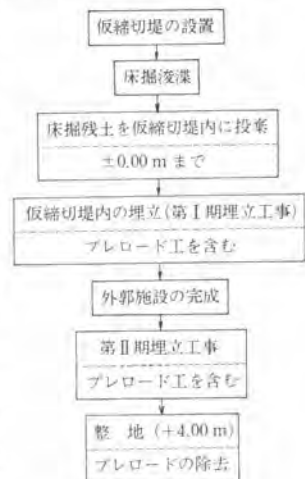 仮締切堤の設置
床掘浚渫
床掘残土を仮締切堤内に投棄
±0.00 m まで
仮締切堤内の埋立(第Ⅰ期埋立工事)
プレロード工を含む
外郭施設の完成
第Ⅱ期埋立工事
プレロード工を含む
整 地 (+4.00 m)
プレロードの除去